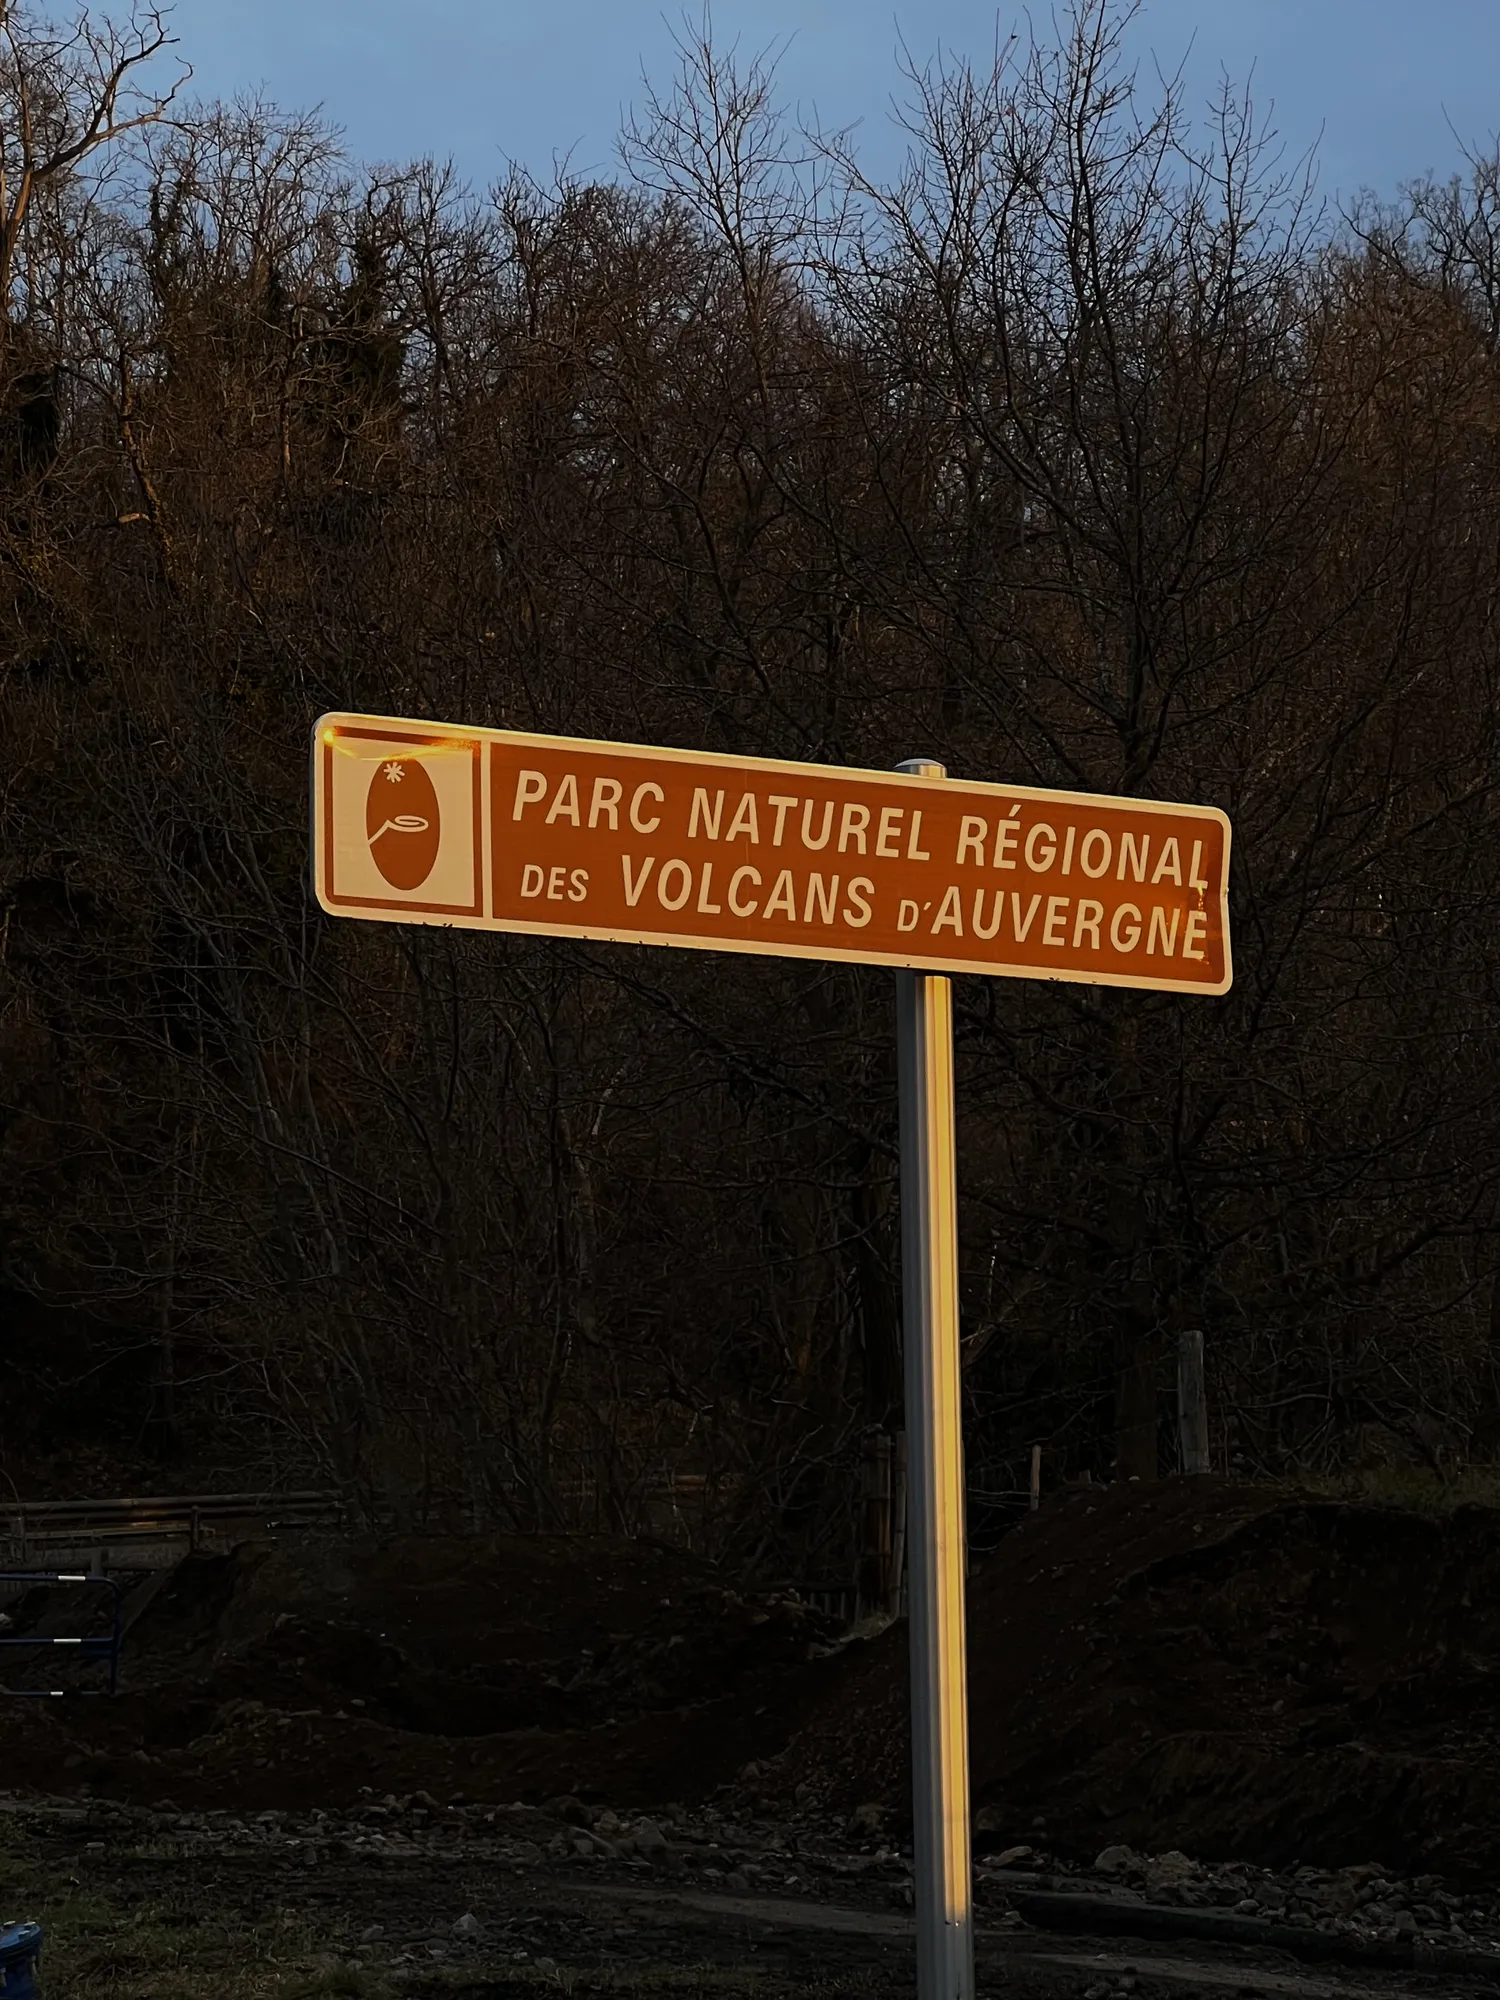 PARC NATUREL RÉGIONAL
DES VOLCANS D'AUVERGNE